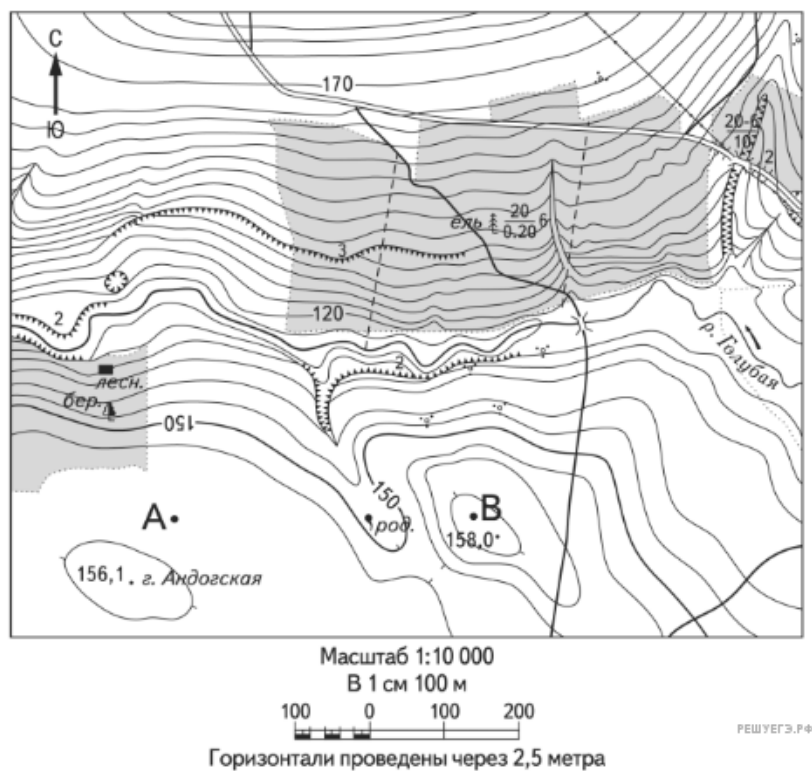 С
Ю
170
20-6
10
2
ель 20 6
0.20
3
120
2
2
р. Голубая
лесн.
бер.
150
150
А
В
род.
158,0
156,1 . г. Андогская
Масштаб 1:10 000
В 1 см 100 м
100 0 100 200
Горизонтали проведены через 2,5 метра
РЕШУЕГЭ.РФ